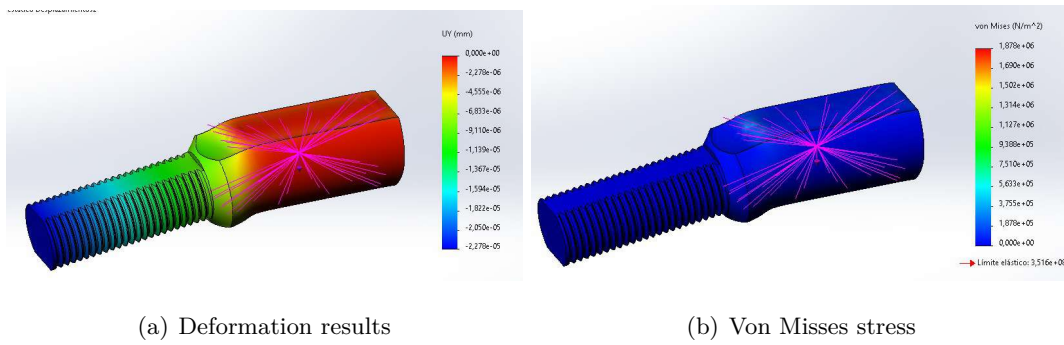 UY (mm)
0,000e+00
-2,278e-06
-4,555e-06
-6,833e-06
-9,110e-06
-1,139e-05
-1,367e-05
-1,594e-05
-1,822e-05
-2,050e-05
-2,278e-05
von Mises (N/m^2)
1,878e+06
1,690e+06
1,502e+06
1,314e+06
1,127e+06
9,388e+05
7,510e+05
5,633e+05
3,755e+05
1,878e+05
0,000e+00
Límite elástico: 3,516e+08
(a) Deformation results
(b) Von Misses stress